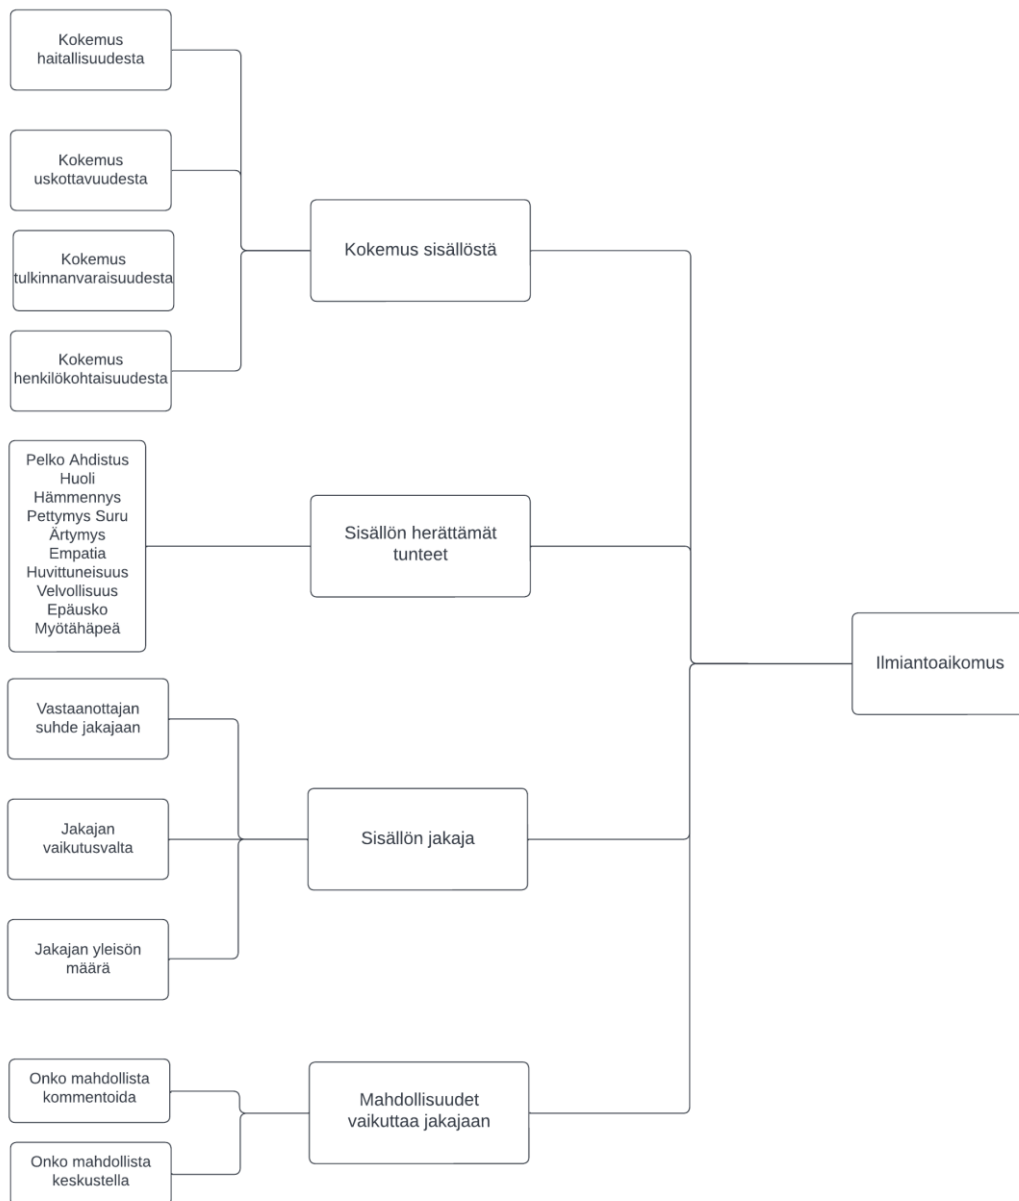 Kokemus
haitallisuudesta
Kokemus
uskottavuudesta
Kokemus
tulkinnanvaraisuudesta
Kokemus
henkilökohtaisuudesta
Kokemus sisällöstä
Pelko Ahdistus
Huoli
Hämmennys
Pettymys Suru
Ärtymys
Empatia
Huvittuneisuus
Velvollisuus
Epäusko
Myötähäpeä
Sisällön herättämät
tunteet
Vastaanottajan
suhde jakajaan
Jakajan
vaikutusvalta
Jakajan yleisön
määrä
Sisällön jakaja
Onko mahdollista
kommentoida
Onko mahdollista
keskustella
Mahdollisuudet
vaikuttaa jakajaan
Ilmiantoaikomus